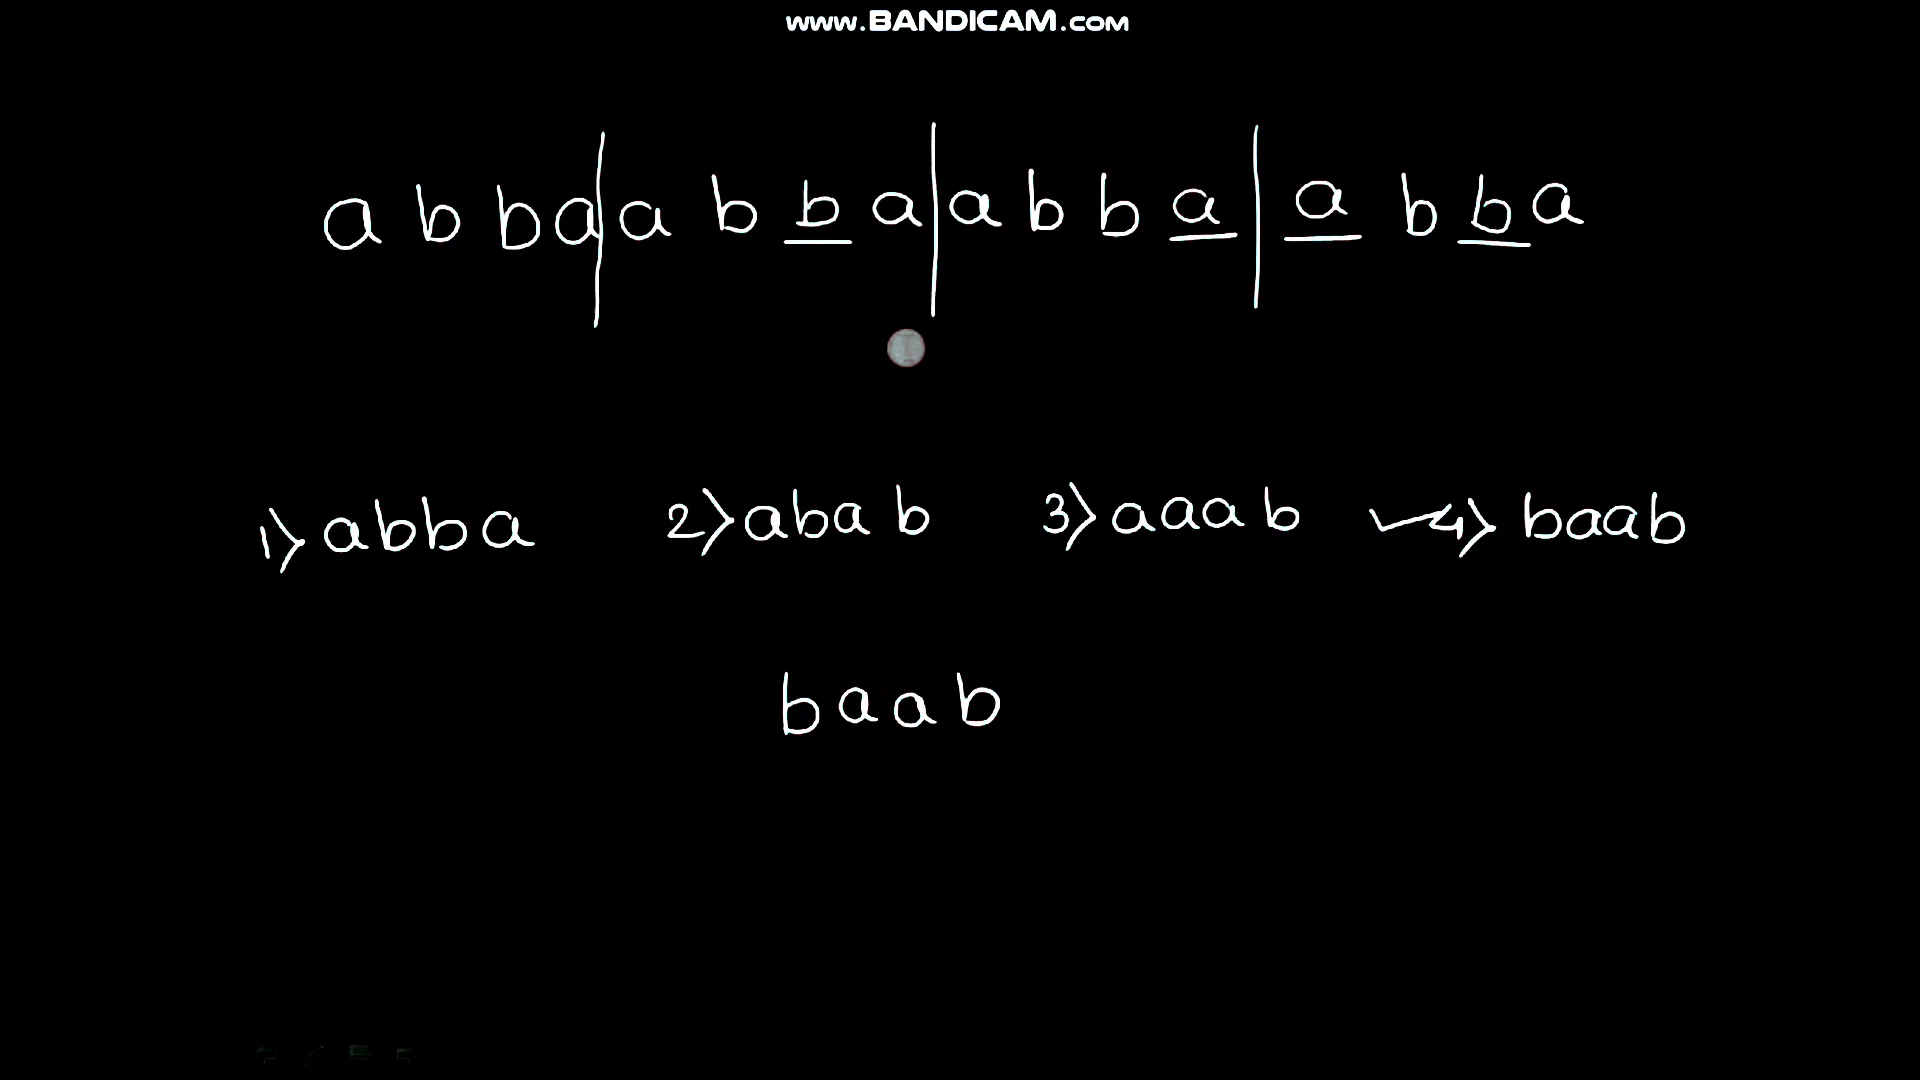 www.BANDICAM.com
a b b a | a b b a | a b b a | a b b a
1) abba 2) abab 3) aaab ✓4) baab
baab